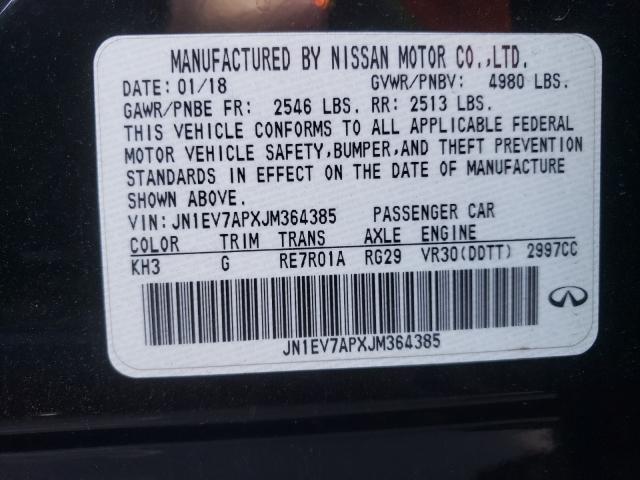 MANUFACTURED BY NISSAN MOTOR CO.,LTD.
DATE: 01/18 GVWR/PNBV: 4980 LBS.
GAWR/PNBE FR: 2546 LBS. RR: 2513 LBS.
THIS VEHICLE CONFORMS TO ALL APPLICABLE FEDERAL
MOTOR VEHICLE SAFETY,BUMPER,AND THEFT PREVENTION
STANDARDS IN EFFECT ON THE DATE OF MANUFACTURE
SHOWN ABOVE.
VIN: JN1EV7APXJM364385 PASSENGER CAR
COLOR TRIM TRANS AXLE ENGINE
KH3 G RE7R01A RG29 VR30(DDTT) 2997CC
JN1EV7APXJM364385